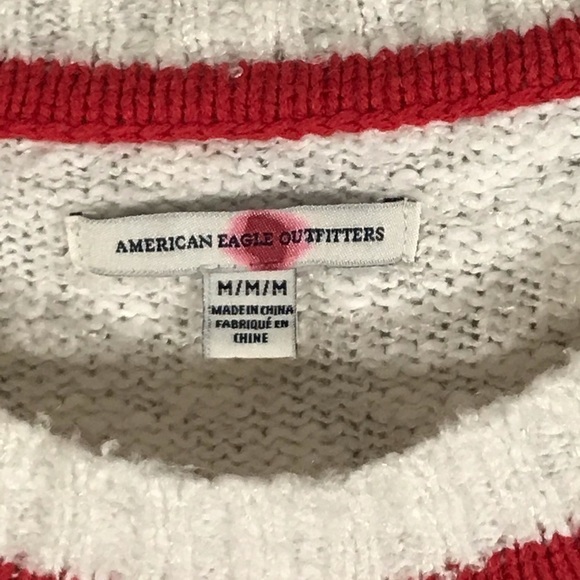 AMERICAN EAGLE OUTFITTERS
M/M/M
MADE IN CHINA
FABRIQUÉ EN
CHINE